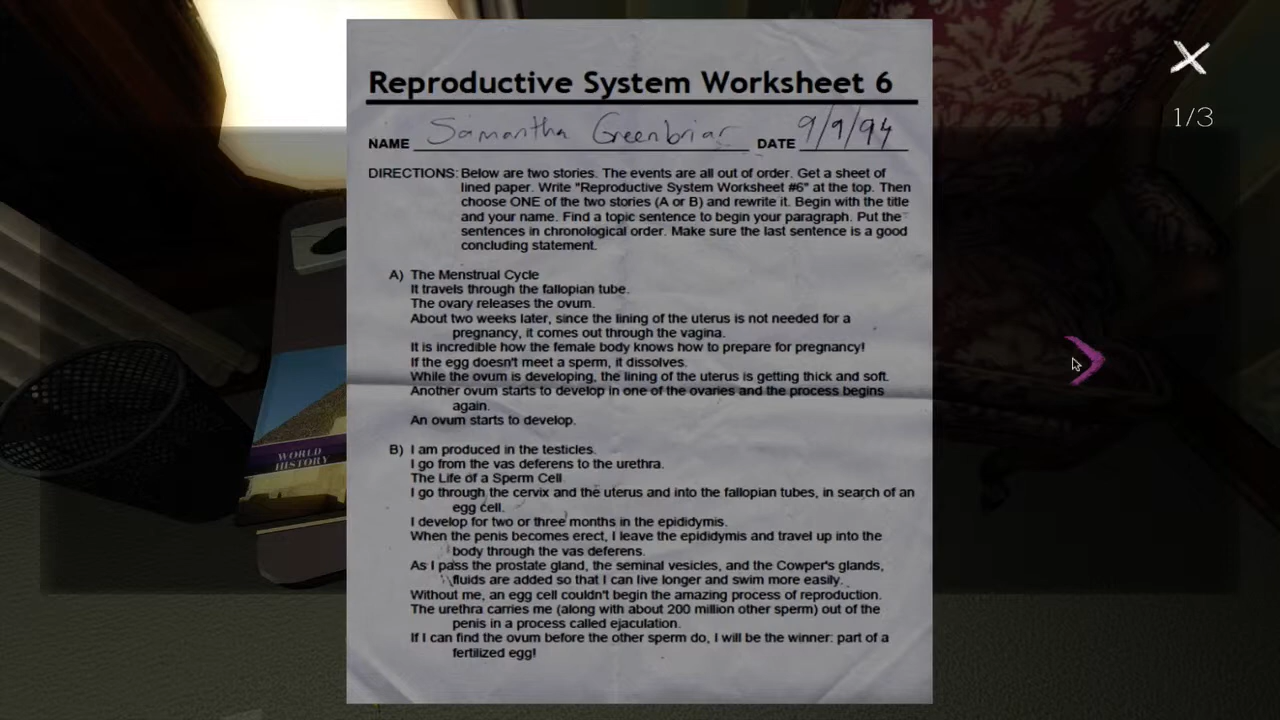 Reproductive System Worksheet 6
NAME Samantha Greenbriar DATE 9/9/94
DIRECTIONS: Below are two stories. The events are all out of order. Get a sheet of
lined paper. Write "Reproductive System Worksheet #6" at the top. Then
choose ONE of the two stories (A or B) and rewrite it. Begin with the title
and your name. Find a topic sentence to begin your paragraph. Put the
sentences in chronological order. Make sure the last sentence is a good
concluding statement.
A) The Menstrual Cycle
It travels through the fallopian tube.
The ovary releases the ovum.
About two weeks later, since the lining of the uterus is not needed for a
pregnancy, it comes out through the vagina.
It is incredible how the female body knows how to prepare for pregnancy!
If the egg doesn't meet a sperm, it dissolves.
While the ovum is developing, the lining of the uterus is getting thick and soft.
Another ovum starts to develop in one of the ovaries and the process begins
again.
An ovum starts to develop.
B) I am produced in the testicles.
I go from the vas deferens to the urethra.
The Life of a Sperm Cell
I go through the cervix and the uterus and into the fallopian tubes, in search of an
egg cell.
I develop for two or three months in the epididymis.
When the penis becomes erect, I leave the epididymis and travel up into the
body through the vas deferens.
As I pass the prostate gland, the seminal vesicles, and the Cowper's glands,
fluids are added so that I can live longer and swim more easily.
Without me, an egg cell couldn't begin the amazing process of reproduction.
The urethra carries me (along with about 200 million other sperm) out of the
penis in a process called ejaculation.
If I can find the ovum before the other sperm do, I will be the winner: part of a
fertilized egg!
1/3
WORLD
HISTORY